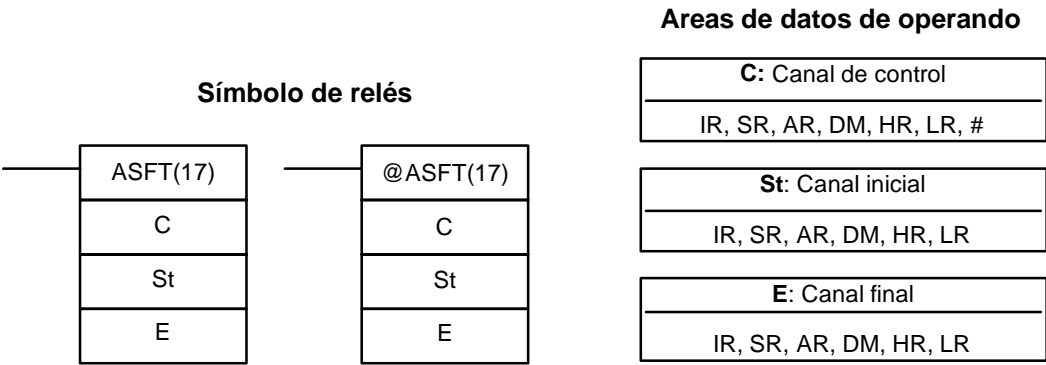 Areas de datos de operando
Símbolo de relés
C: Canal de control
IR, SR, AR, DM, HR, LR, #
ASFT(17)
@ASFT(17)
C
C
St
St
E
E
St: Canal inicial
IR, SR, AR, DM, HR, LR
E: Canal final
IR, SR, AR, DM, HR, LR